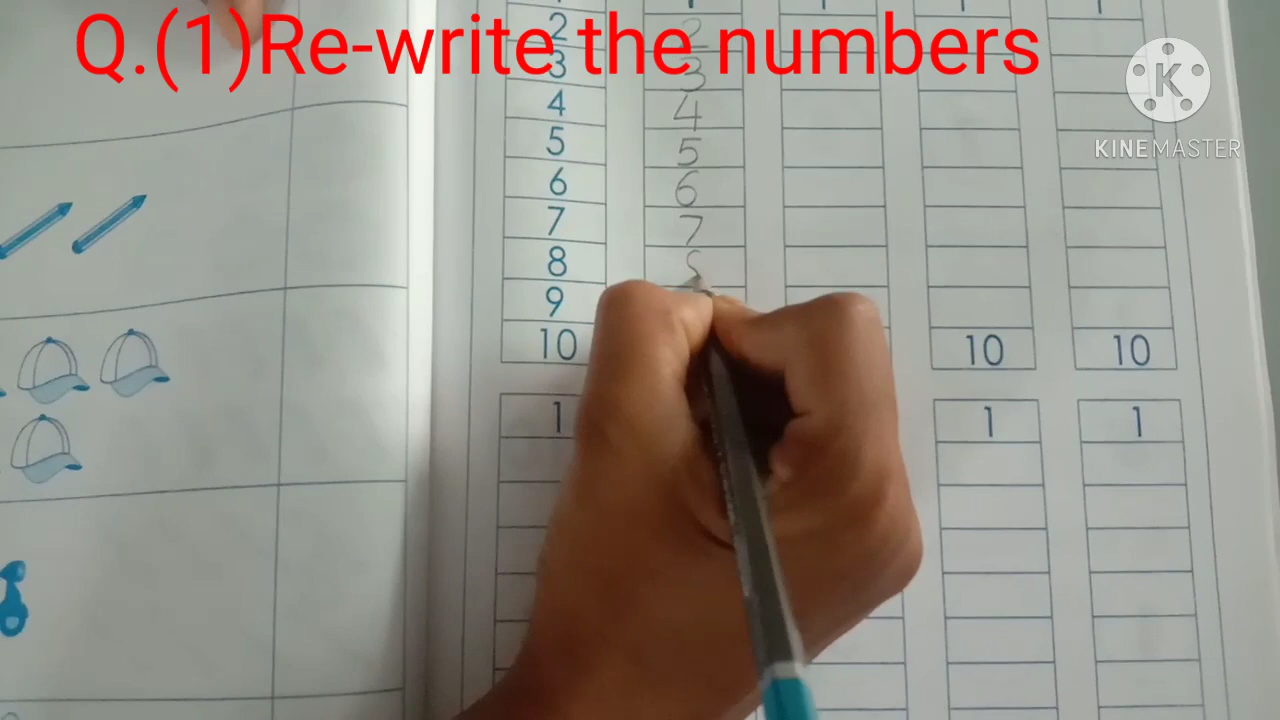 Q.(1)Re-write the numbers
KINEMASTER
2 2
3 3
4 4
5 5
6 6
7 7
8
9
10 10 10
1 1 1